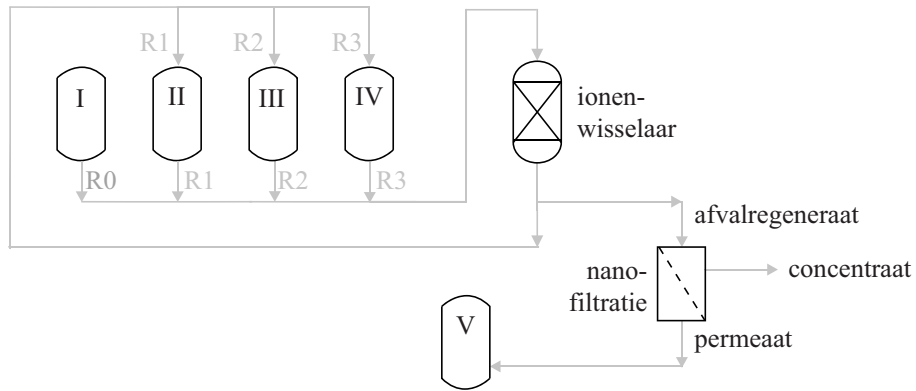 R1
R2
R3
I
II
III
IV
ionen-
wisselaar
R0
R1
R2
R3
afvalregeneraat
nano-
filtratie
concentraat
V
permeaat